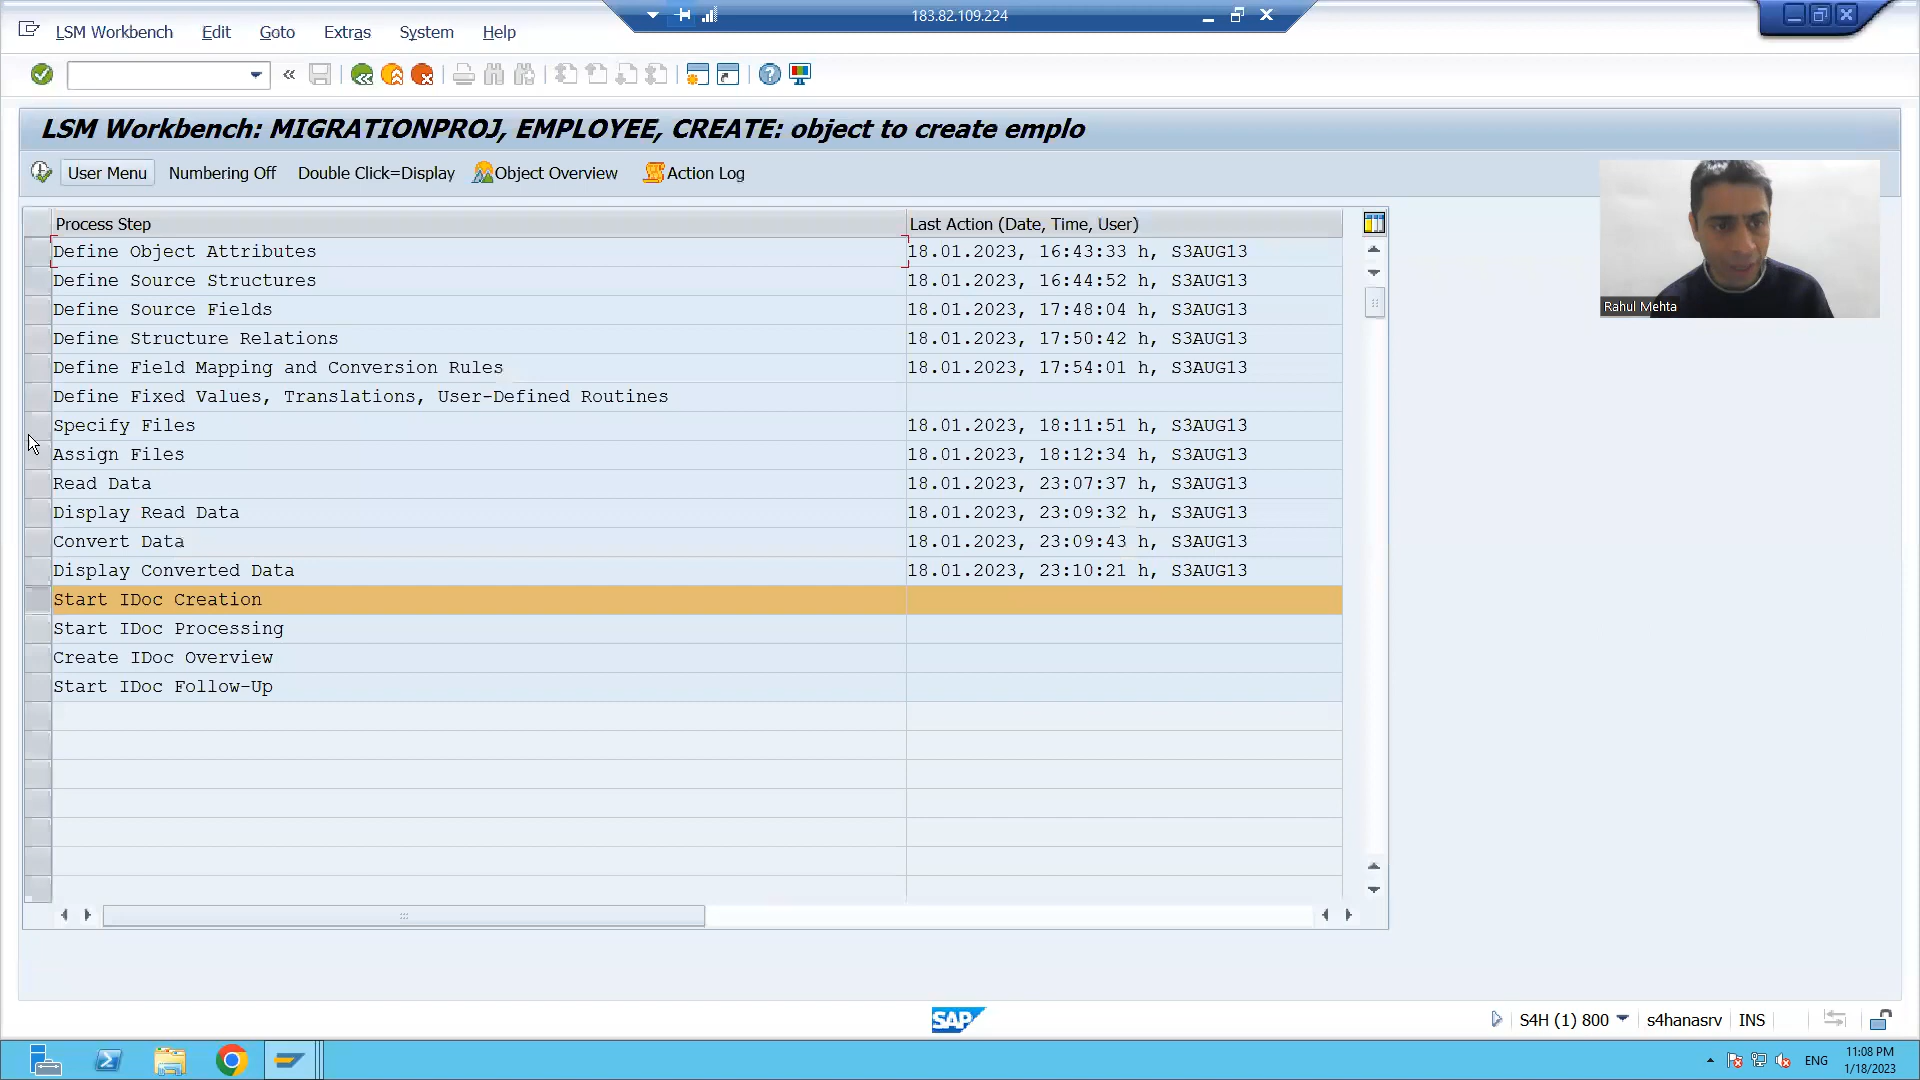 183.82.109.224
LSM Workbench Edit Goto Extras System Help
LSM Workbench: MIGRATIONPROJ, EMPLOYEE, CREATE: object to create emplo
User Menu Numbering Off Double Click=Display Object Overview Action Log
Process Step Last Action (Date, Time, User)
Define Object Attributes 18.01.2023, 16:43:33 h, S3AUG13
Define Source Structures 18.01.2023, 16:44:52 h, S3AUG13
Define Source Fields 18.01.2023, 17:48:04 h, S3AUG13
Define Structure Relations 18.01.2023, 17:50:42 h, S3AUG13
Define Field Mapping and Conversion Rules 18.01.2023, 17:54:01 h, S3AUG13
Define Fixed Values, Translations, User-Defined Routines
Specify Files 18.01.2023, 18:11:51 h, S3AUG13
Assign Files 18.01.2023, 18:12:34 h, S3AUG13
Read Data 18.01.2023, 23:07:37 h, S3AUG13
Display Read Data 18.01.2023, 23:09:32 h, S3AUG13
Convert Data 18.01.2023, 23:09:43 h, S3AUG13
Display Converted Data 18.01.2023, 23:10:21 h, S3AUG13
Start IDoc Creation
Start IDoc Processing
Create IDoc Overview
Start IDoc Follow-Up
Rahul Mehta
SAP
S4H (1) 800 s4hanasrv INS
ENG
11:08 PM
1/18/2023